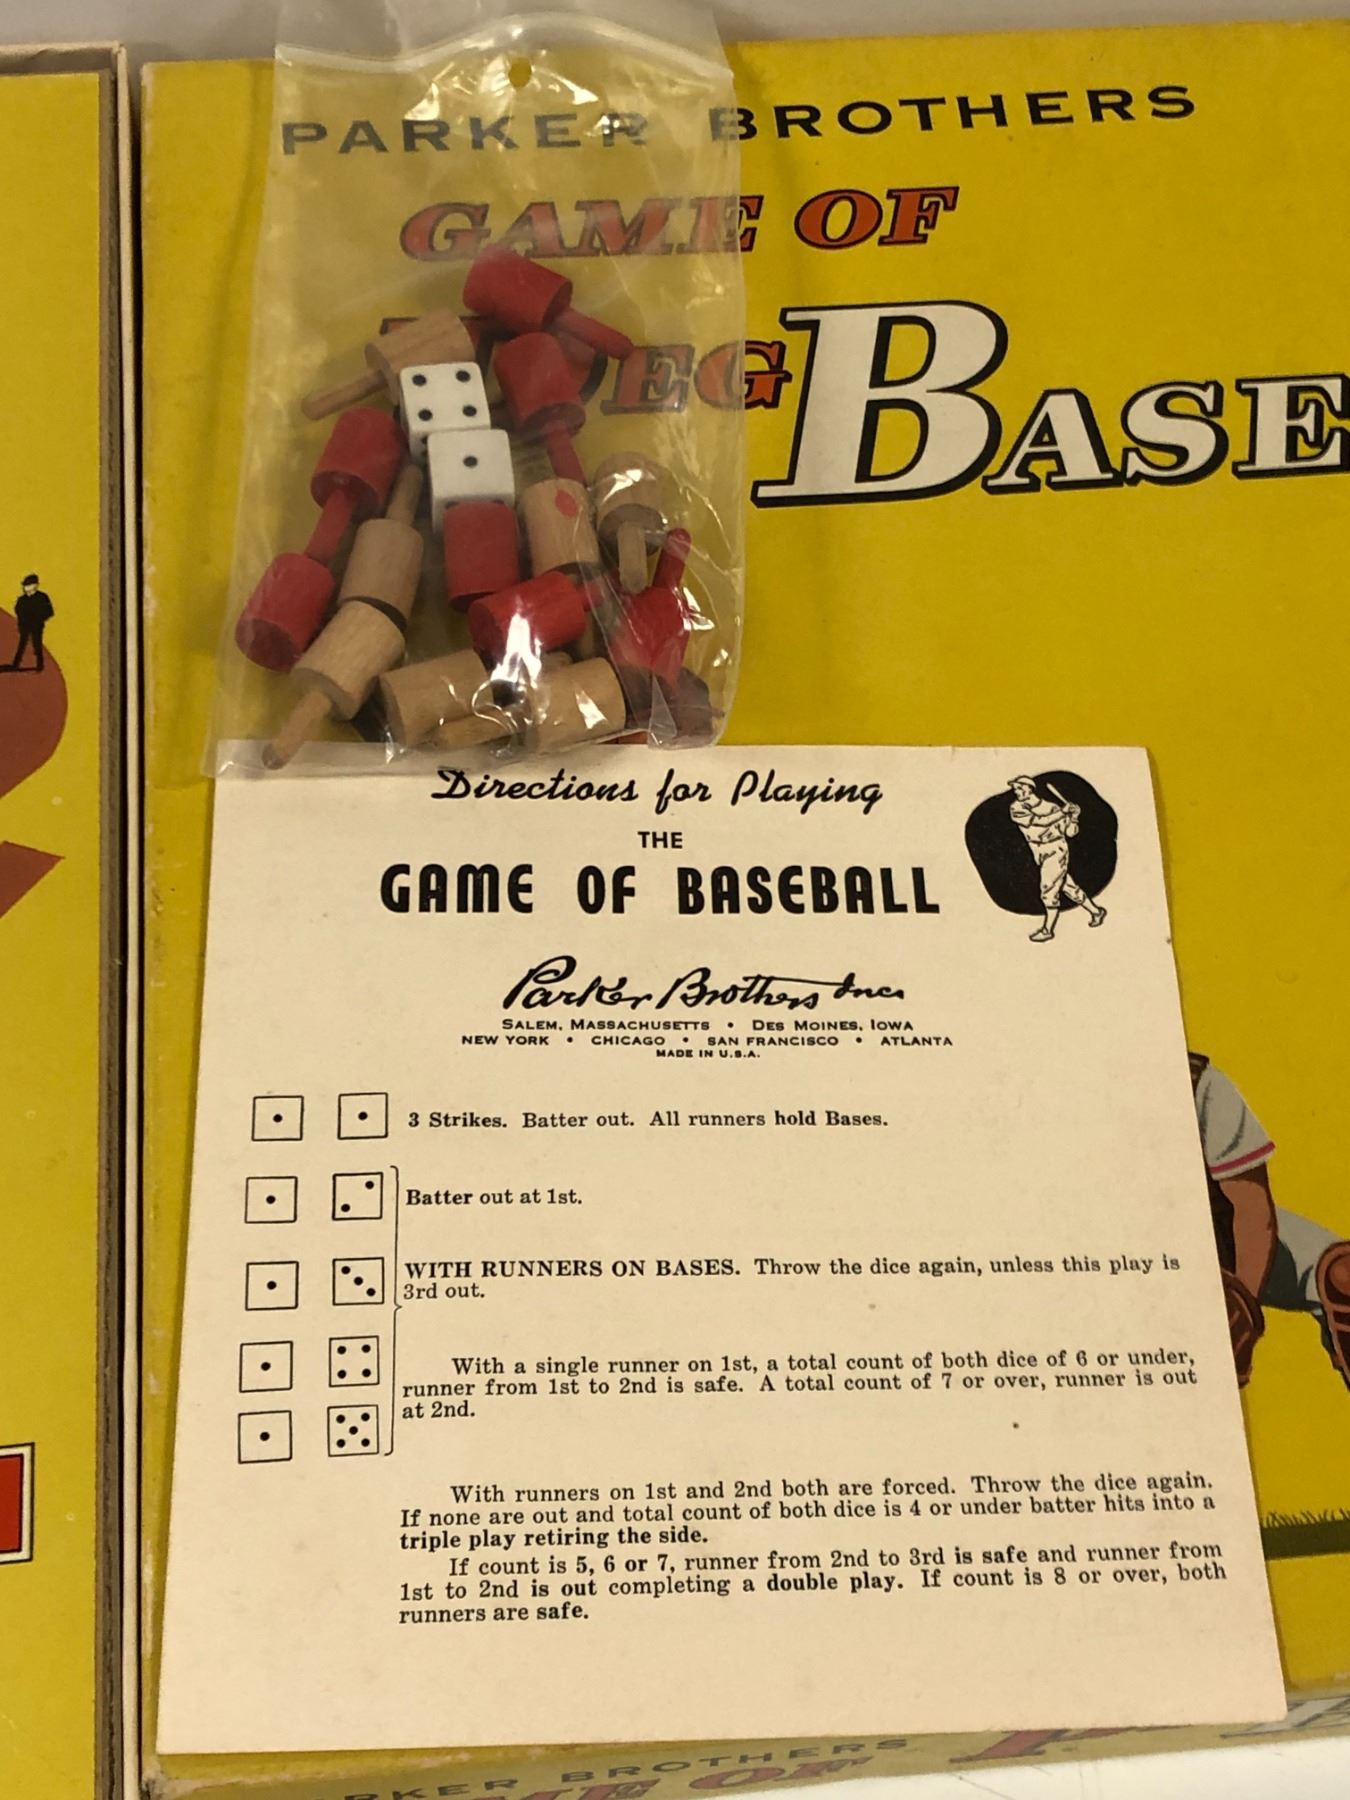 PARKER BROTHERS
GAME OF
PEG BASE
Directions for Playing
THE
GAME OF BASEBALL
Parker Brothers Inc.
SALEM, MASSACHUSETTS • DES MOINES, IOWA
NEW YORK • CHICAGO • SAN FRANCISCO • ATLANTA
MADE IN U.S.A.
3 Strikes. Batter out. All runners hold Bases.
Batter out at 1st.
WITH RUNNERS ON BASES. Throw the dice again, unless this play is
3rd out.
With a single runner on 1st, a total count of both dice of 6 or under,
runner from 1st to 2nd is safe. A total count of 7 or over, runner is out
at 2nd.
With runners on 1st and 2nd both are forced. Throw the dice again.
If none are out and total count of both dice is 4 or under batter hits into a
triple play retiring the side.
If count is 5, 6 or 7, runner from 2nd to 3rd is safe and runner from
1st to 2nd is out completing a double play. If count is 8 or over, both
runners are safe.
PARKER BROTHERS
GAME OF